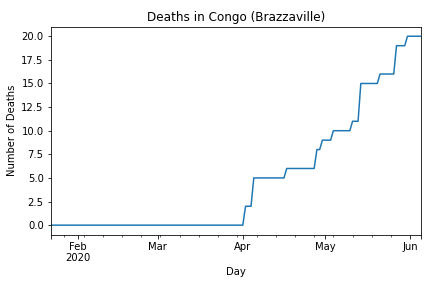 Deaths in Congo (Brazzaville)
20.0
17.5
15.0
12.5
10.0
7.5
5.0
2.5
0.0
Number of Deaths
Feb
2020
Mar
Apr
May
Jun
Day